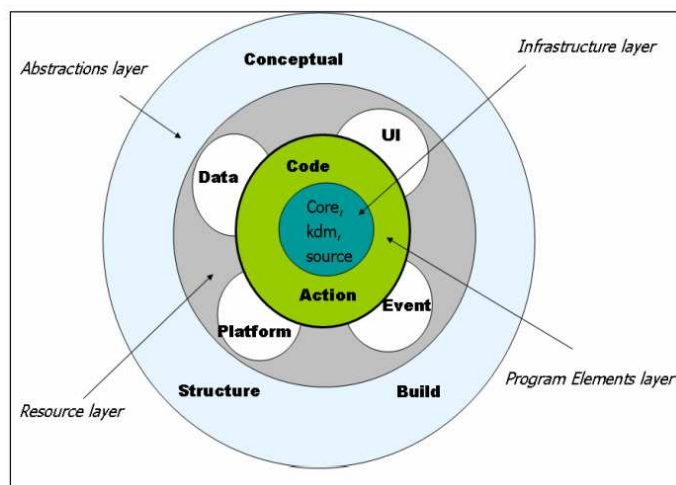 Infrastructure layer
Conceptual
Abstractions layer
UI
Code
Data
Core,
kdm,
source
Action
Event
Platform
Program Elements layer
Structure
Build
Resource layer